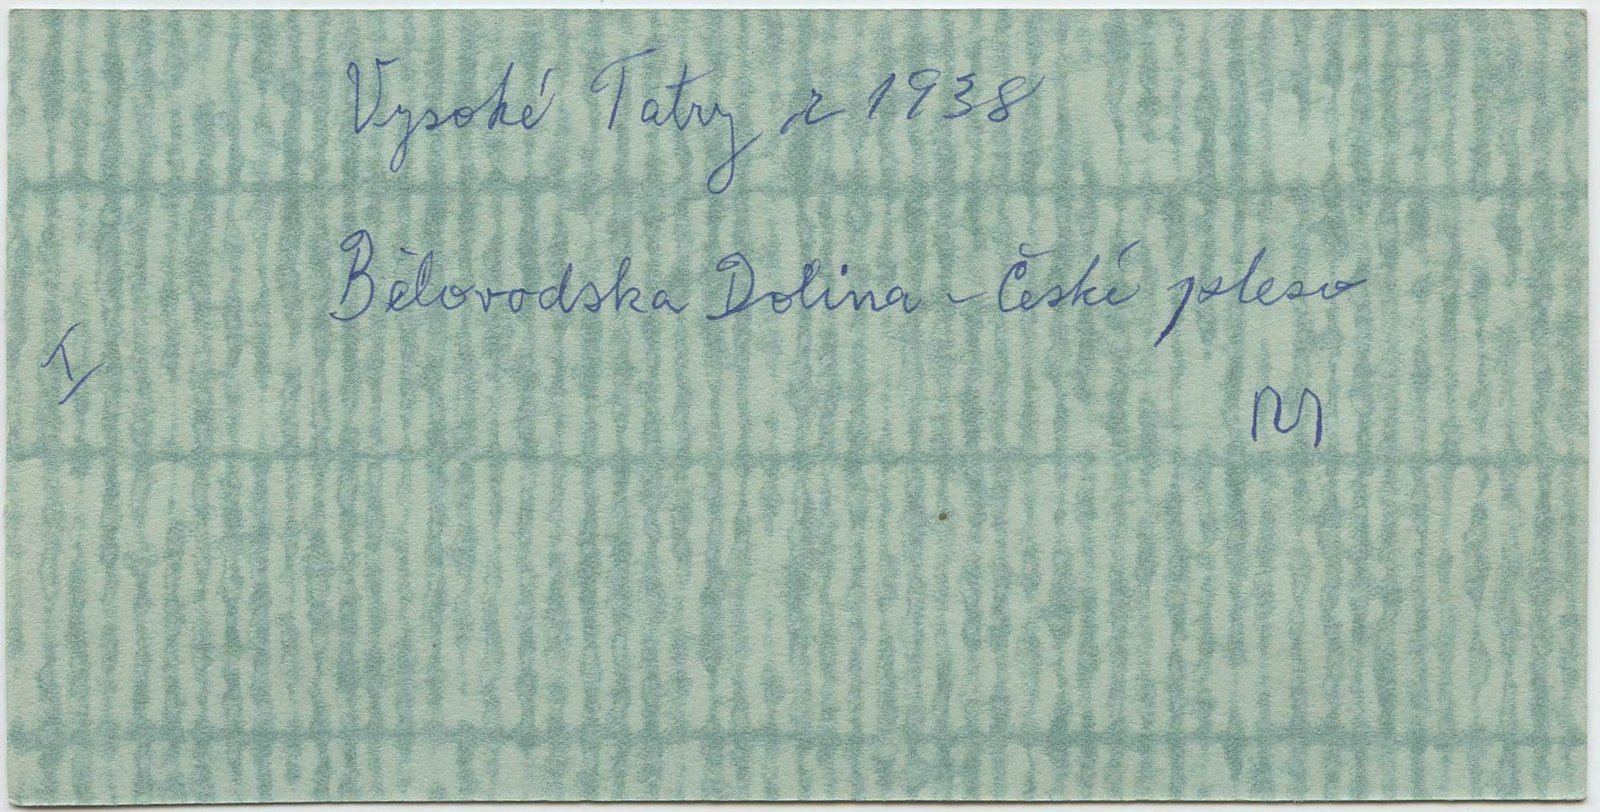 Vysoké Tatry r 1938
Bělovodska Dolina - České pleso
I
M